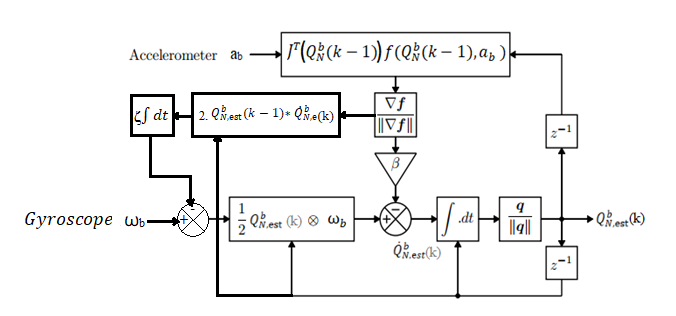 Accelerometer a_b
J^T(Q_N^b(k − 1))f(Q_N^b(k − 1), a_b)
ζ∫ dt
2. Q_{N,est}^b(k − 1)* Q̇_{N,e}^b(k)
∇f / ‖∇f‖
z^{−1}
β
−
−
Gyroscope ω_b
+
1/2 Q_{N,est}^b (k) ⊗ ω_b
+
∫ .dt
q / ‖q‖
Q_{N,est}^b(k)
Q̇_{N,est}^b(k)
z^{−1}